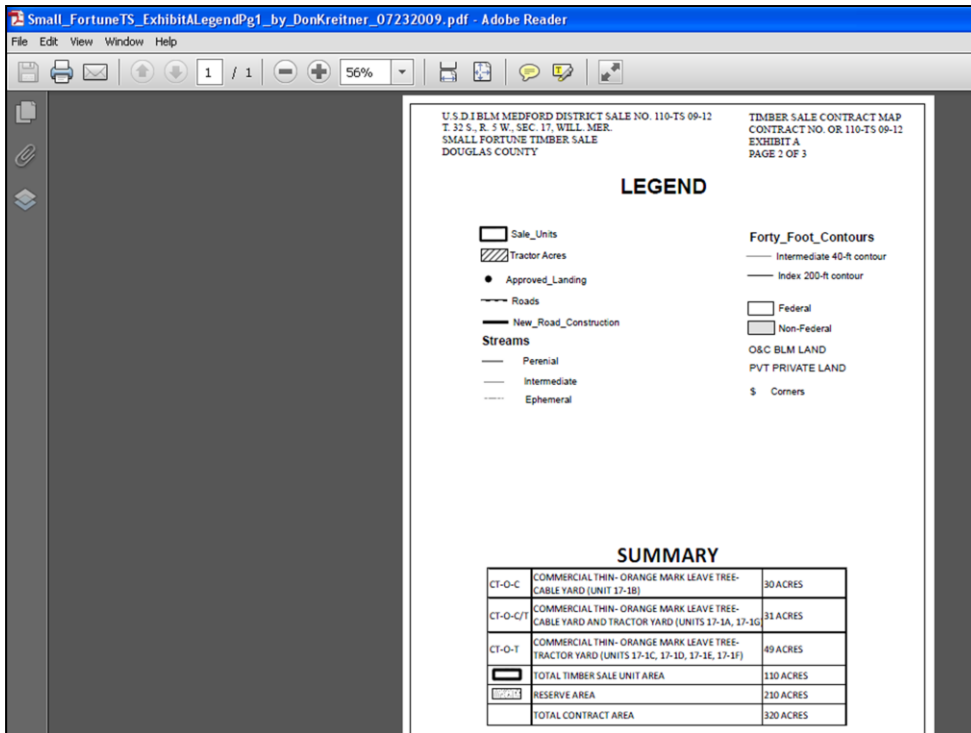 Small_FortuneTS_ExhibitALegendPg1_by_DonKreitner_07232009.pdf - Adobe Reader
File Edit View Window Help
1 / 1 56%
U.S.D.I BLM MEDFORD DISTRICT SALE NO. 110-TS 09-12
T. 32 S., R. 5 W., SEC. 17, WILL. MER.
SMALL FORTUNE TIMBER SALE
DOUGLAS COUNTY
TIMBER SALE CONTRACT MAP
CONTRACT NO. OR 110-TS 09-12
EXHIBIT A
PAGE 2 OF 3
LEGEND
Sale_Units
Tractor Acres
Approved_Landing
Roads
New_Road_Construction
Streams
Perenial
Intermediate
Ephemeral
Forty_Foot_Contours
Intermediate 40-ft contour
Index 200-ft contour
Federal
Non-Federal
O&C BLM LAND
PVT PRIVATE LAND
$ Corners
SUMMARY
CT-O-C COMMERCIAL THIN- ORANGE MARK LEAVE TREE- 30 ACRES
CABLE YARD (UNIT 17-1B)
CT-O-C/T COMMERCIAL THIN- ORANGE MARK LEAVE TREE- 31 ACRES
CABLE YARD AND TRACTOR YARD (UNITS 17-1A, 17-1G)
CT-O-T COMMERCIAL THIN- ORANGE MARK LEAVE TREE- 49 ACRES
TRACTOR YARD (UNITS 17-1C, 17-1D, 17-1E, 17-1F)
TOTAL TIMBER SALE UNIT AREA 110 ACRES
RESERVE AREA 210 ACRES
TOTAL CONTRACT AREA 320 ACRES